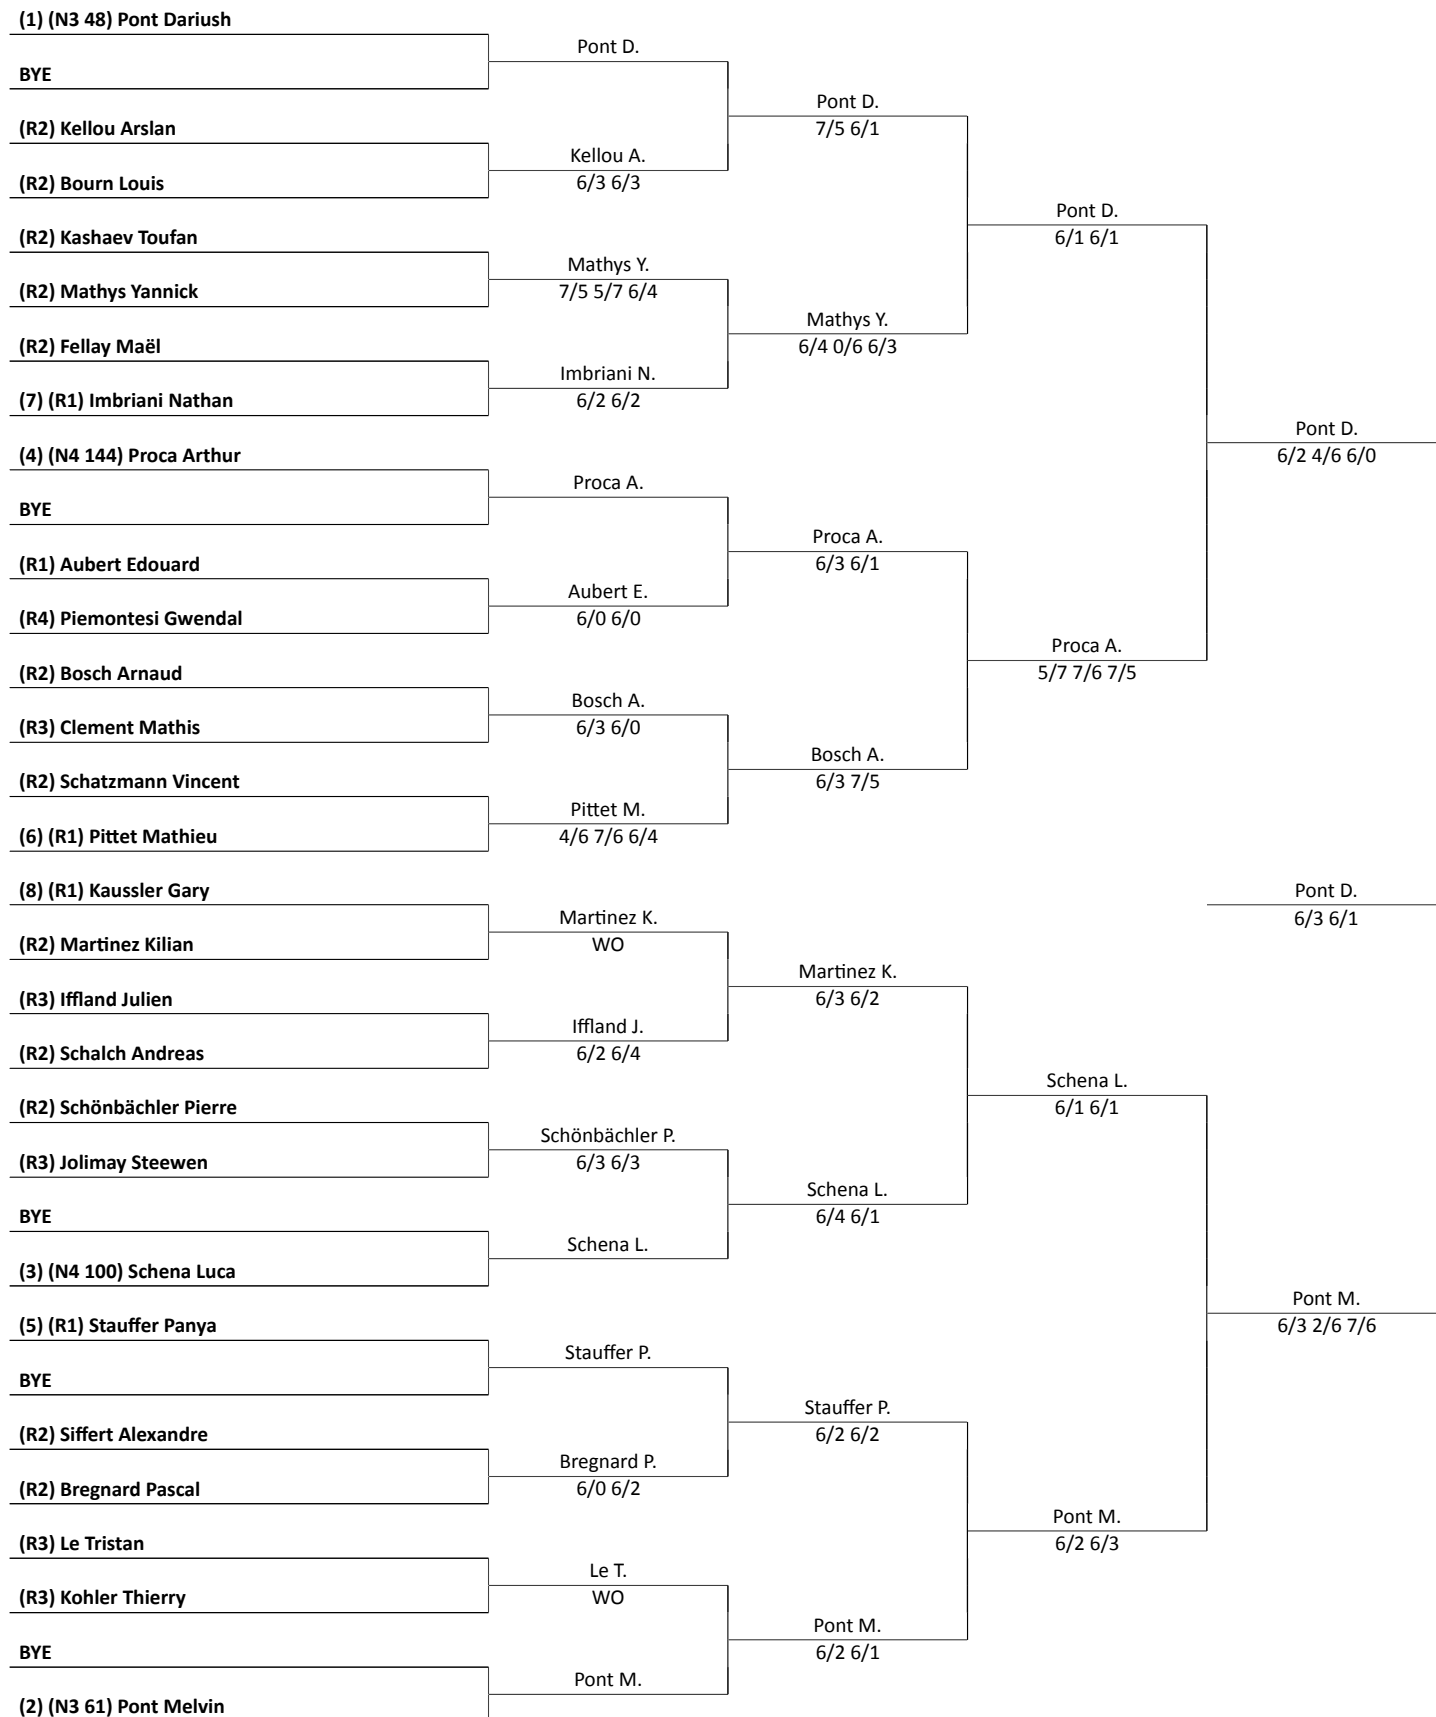 (1) (N3 48) Pont Dariush
Pont D.
BYE
Pont D.
7/5 6/1
(R2) Kellou Arslan
Kellou A.
6/3 6/3
(R2) Bourn Louis
Pont D.
6/1 6/1
(R2) Kashaev Toufan
Mathys Y.
7/5 5/7 6/4
(R2) Mathys Yannick
Mathys Y.
6/4 0/6 6/3
(R2) Fellay Maël
Imbriani N.
6/2 6/2
(7) (R1) Imbriani Nathan
Pont D.
6/2 4/6 6/0
(4) (N4 144) Proca Arthur
Proca A.
BYE
Proca A.
6/3 6/1
(R1) Aubert Edouard
Aubert E.
6/0 6/0
(R4) Piemontesi Gwendal
Proca A.
5/7 7/6 7/5
(R2) Bosch Arnaud
Bosch A.
6/3 6/0
(R3) Clement Mathis
Bosch A.
6/3 7/5
(R2) Schatzmann Vincent
Pittet M.
4/6 7/6 6/4
(6) (R1) Pittet Mathieu
(8) (R1) Kaussler Gary
Pont D.
6/3 6/1
Martinez K.
WO
(R2) Martinez Kilian
Martinez K.
6/3 6/2
(R3) Iffland Julien
Iffland J.
6/2 6/4
(R2) Schalch Andreas
Schena L.
6/1 6/1
(R2) Schönbächler Pierre
Schönbächler P.
6/3 6/3
(R3) Jolimay Steewen
Schena L.
6/4 6/1
BYE
Schena L.
(3) (N4 100) Schena Luca
Pont M.
6/3 2/6 7/6
(5) (R1) Stauffer Panya
Stauffer P.
BYE
Stauffer P.
6/2 6/2
(R2) Siffert Alexandre
Bregnard P.
6/0 6/2
(R2) Bregnard Pascal
Pont M.
6/2 6/3
(R3) Le Tristan
Le T.
WO
(R3) Kohler Thierry
Pont M.
6/2 6/1
BYE
Pont M.
(2) (N3 61) Pont Melvin